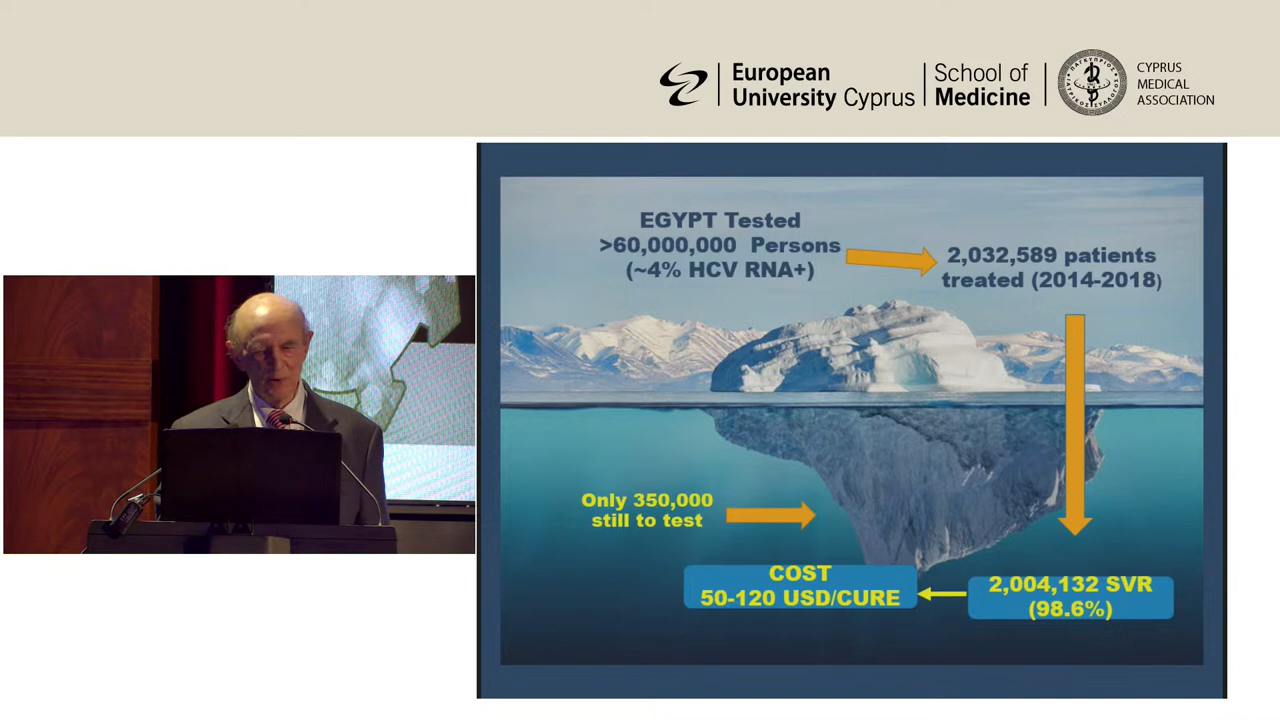 European
University Cyprus
School of
Medicine
CYPRUS
MEDICAL
ASSOCIATION
EGYPT Tested
>60,000,000 Persons
(~4% HCV RNA+)
2,032,589 patients
treated (2014-2018)
Only 350,000
still to test
COST
50-120 USD/CURE
2,004,132 SVR
(98.6%)